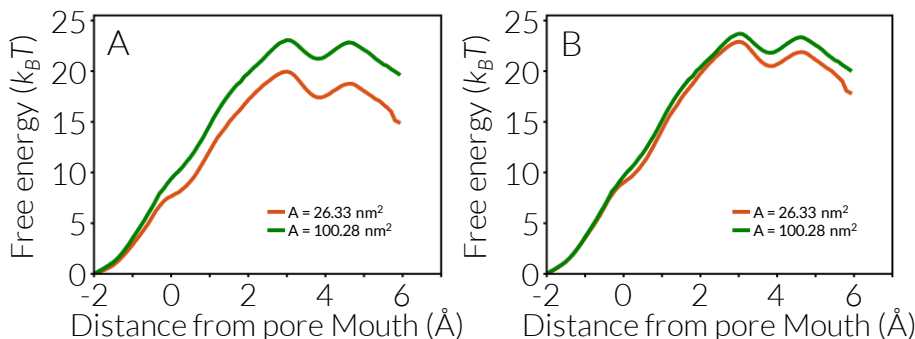 A
Free energy (k_BT)
25
20
15
10
5
0
A = 26.33 nm²
A = 100.28 nm²
-2 0 2 4 6
Distance from pore Mouth (Å)
B
Free energy (k_BT)
25
20
15
10
5
0
A = 26.33 nm²
A = 100.28 nm²
-2 0 2 4 6
Distance from pore Mouth (Å)